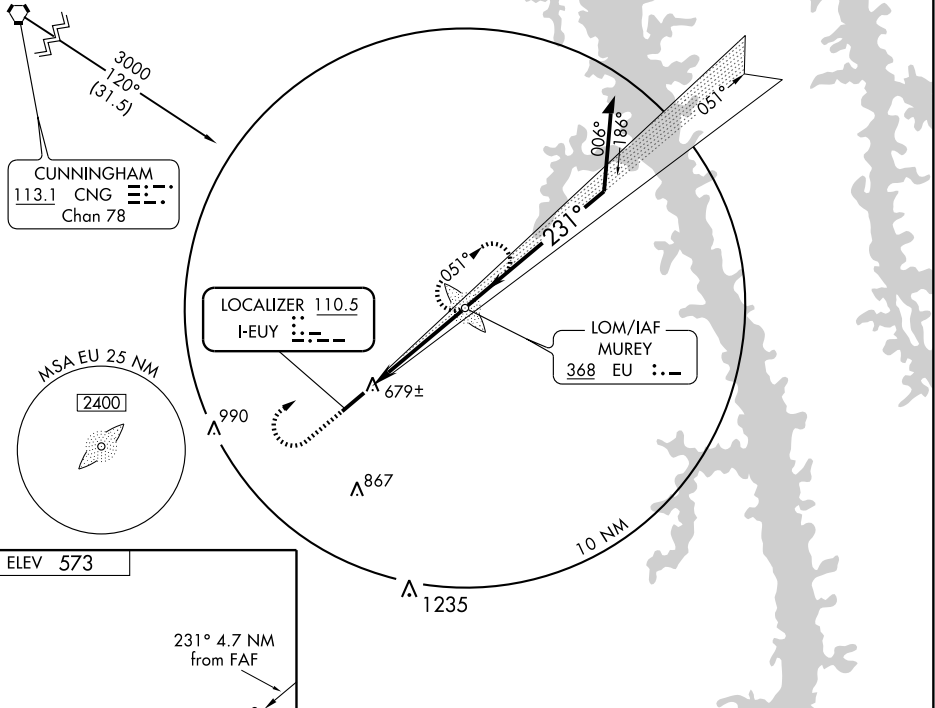 3000
120°
(31.5)
CUNNINGHAM
113.1 CNG
Chan 78
051°
006°
186°
231°
051°
LOCALIZER 110.5
I-EUY
LOM/IAF
MUREY
368 EU
679±
MSA EU 25 NM
2400
990
867
10 NM
1235
ELEV 573
231° 4.7 NM
from FAF